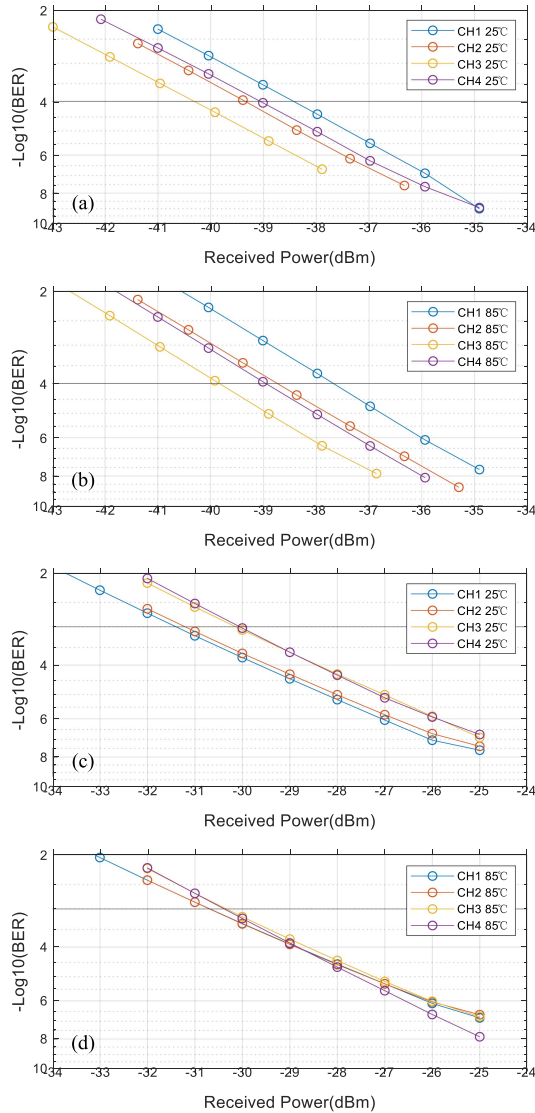 2
4
6
8
10
-Log10(BER)
CH1 25℃
CH2 25℃
CH3 25℃
CH4 25℃
(a)
-43 -42 -41 -40 -39 -38 -37 -36 -35 -34
Received Power(dBm)
2
4
6
8
10
-Log10(BER)
CH1 85℃
CH2 85℃
CH3 85℃
CH4 85℃
(b)
-43 -42 -41 -40 -39 -38 -37 -36 -35 -34
Received Power(dBm)
2
4
6
8
10
-Log10(BER)
CH1 25℃
CH2 25℃
CH3 25℃
CH4 25℃
(c)
-34 -33 -32 -31 -30 -29 -28 -27 -26 -25 -24
Received Power(dBm)
2
4
6
8
10
-Log10(BER)
CH1 85℃
CH2 85℃
CH3 85℃
CH4 85℃
(d)
-34 -33 -32 -31 -30 -29 -28 -27 -26 -25 -24
Received Power(dBm)